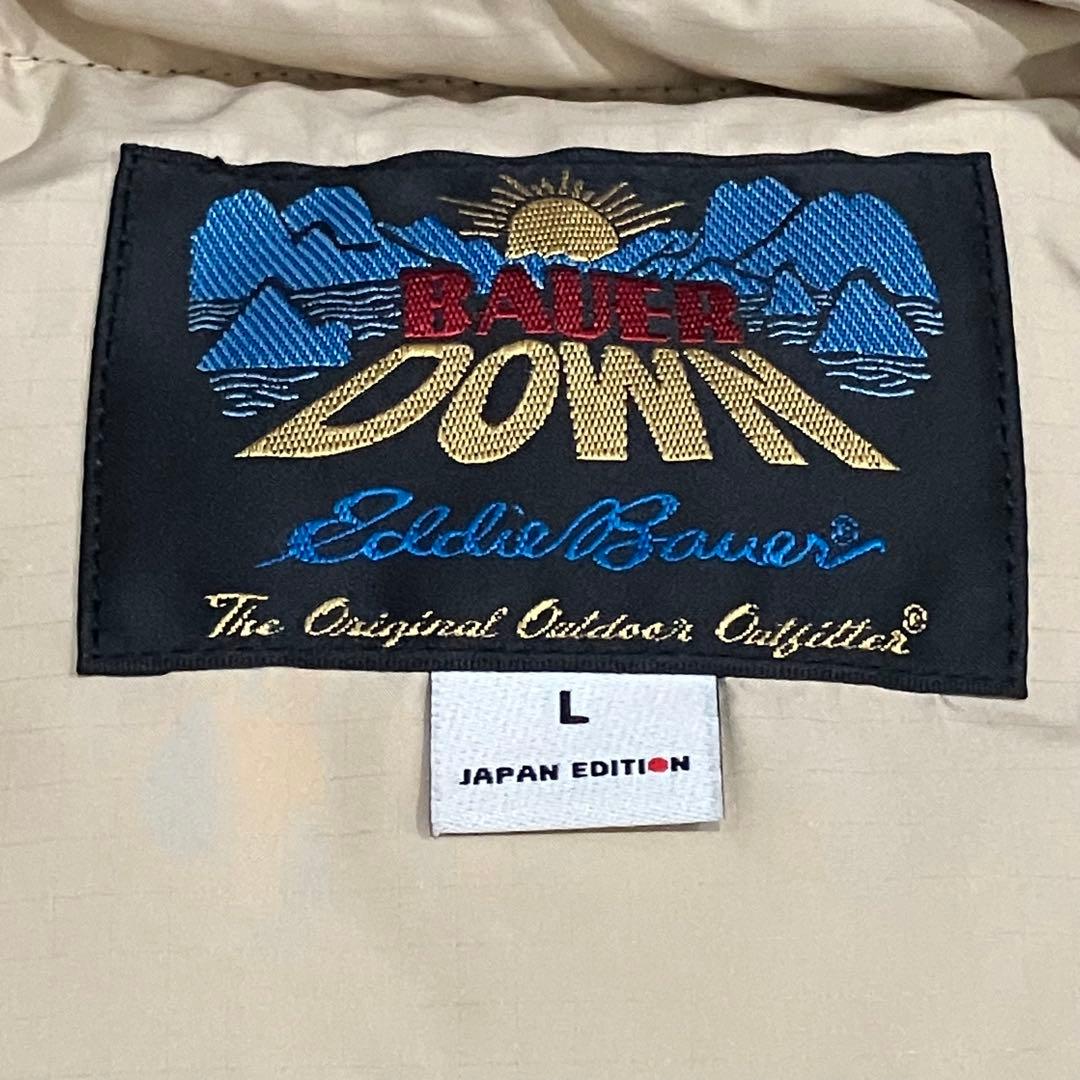 BAUER
DOWN
Eddie Bauer®
The Original Outdoor Outfitter®
L
JAPAN EDITION